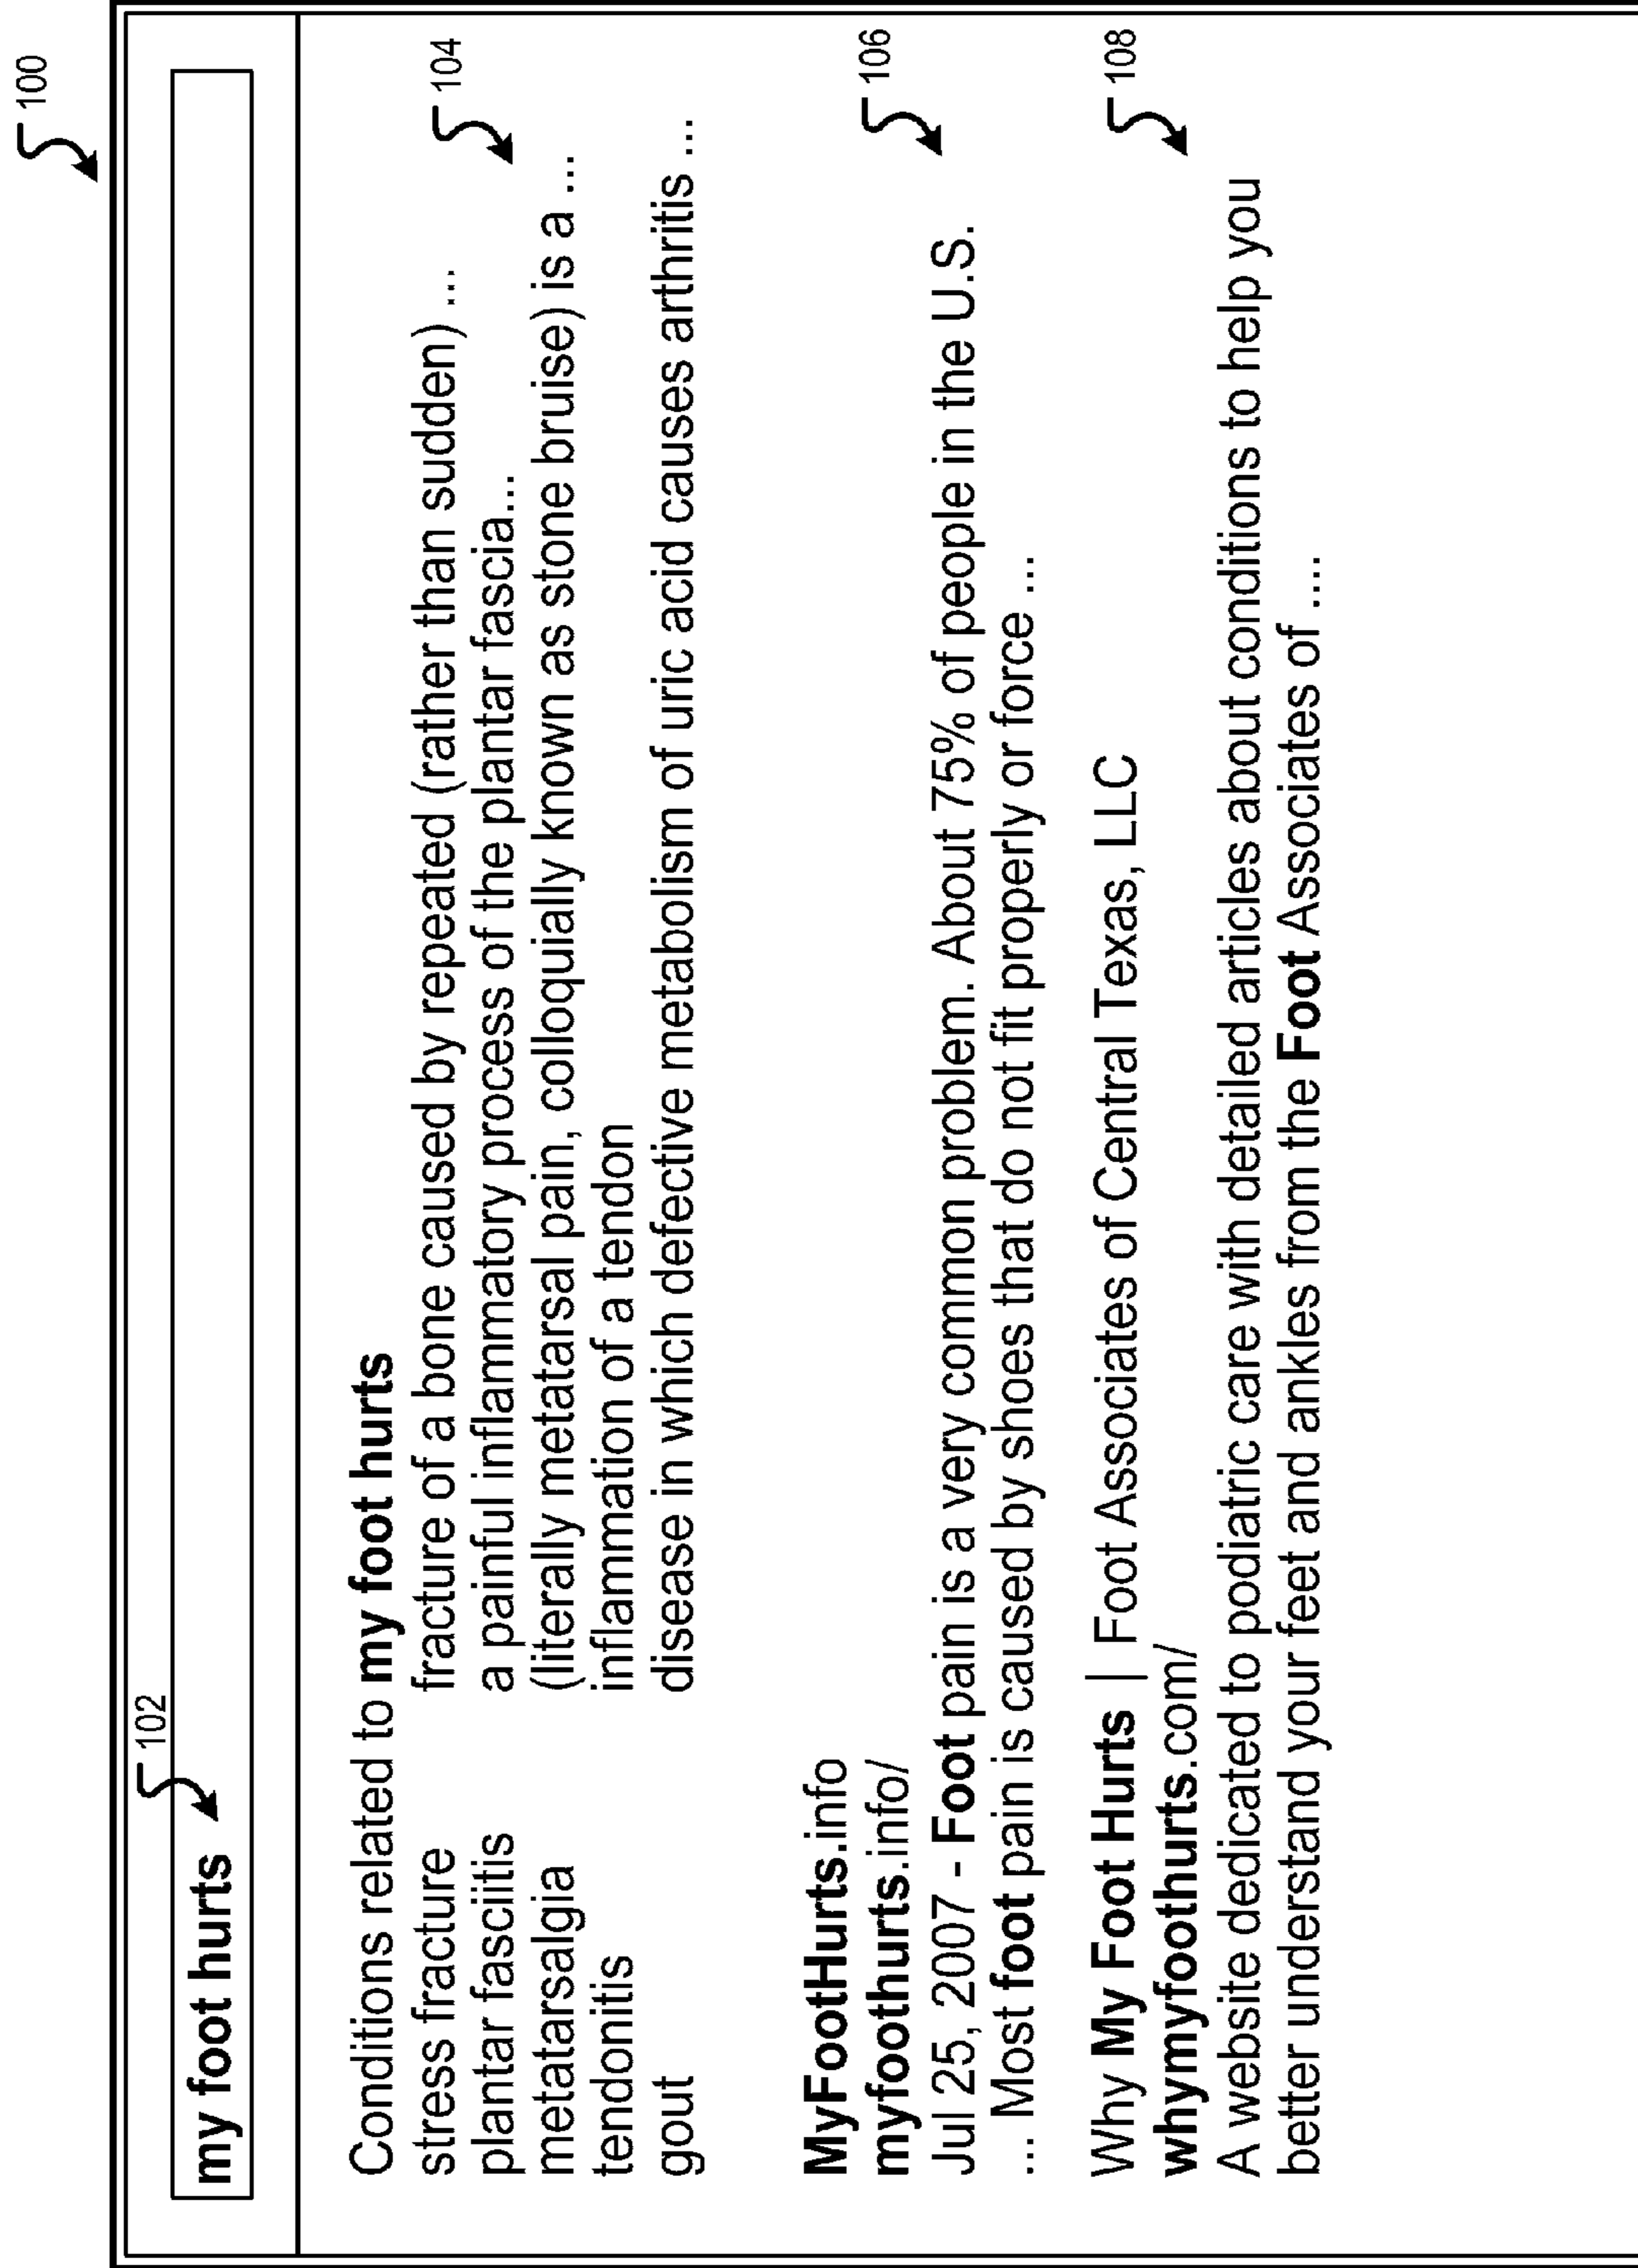 100
102
my foot hurts
Conditions related to my foot hurts
stress fracture fracture of a bone caused by repeated (rather than sudden) ...
104
plantar fasciitis a painful inflammatory process of the plantar fascia...
metatarsalgia (literally metatarsal pain, colloquially known as stone bruise) is a ...
tendonitis inflammation of a tendon
gout disease in which defective metabolism of uric acid causes arthritis ...
MyFootHurts.info
106
myfoothurts.info/
Jul 25, 2007 - Foot pain is a very common problem. About 75% of people in the U.S.
... Most foot pain is caused by shoes that do not fit properly or force ...
Why My Foot Hurts | Foot Associates of Central Texas, LLC
108
whymyfoothurts.com/
A website dedicated to podiatric care with detailed articles about conditions to help you
better understand your feet and ankles from the Foot Associates of ....